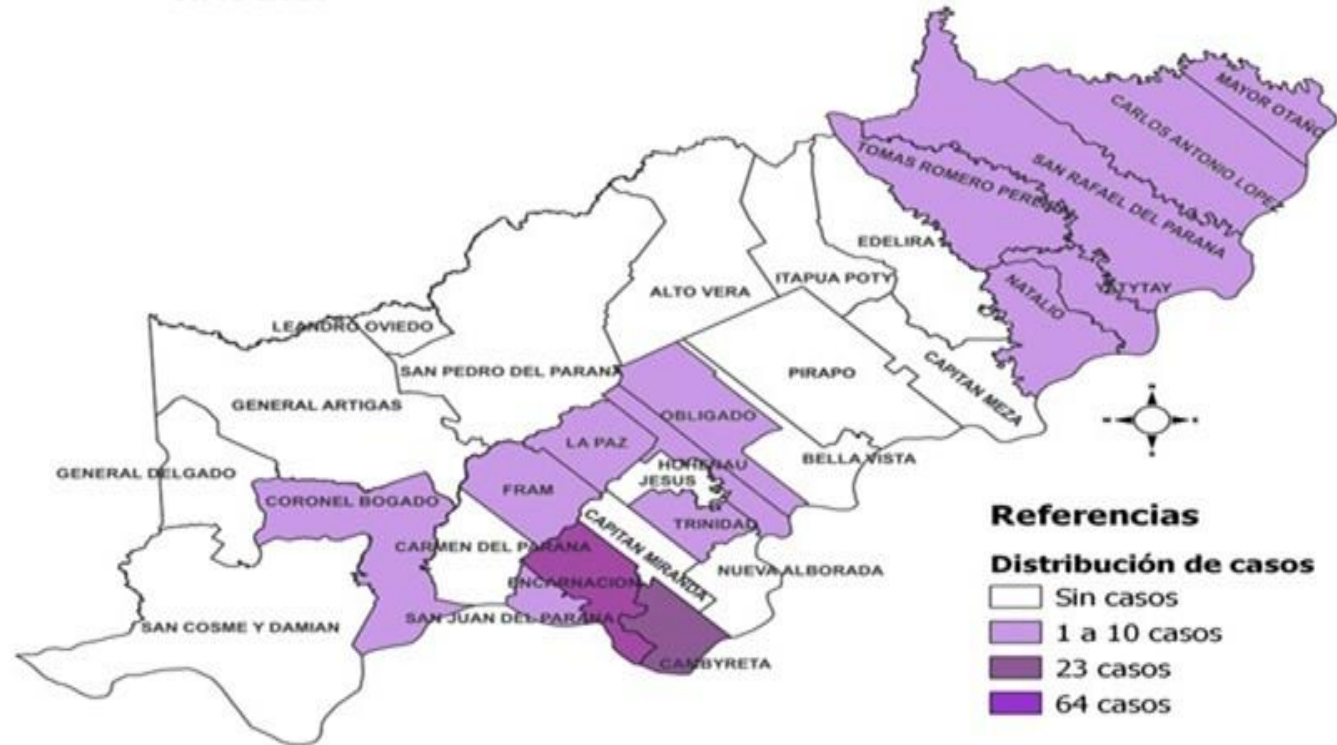 MAYOR OTAÑO
CARLOS ANTONIO LOPEZ
SAN RAFAEL DEL PARANA
TOMAS ROMERO PEREIRA
EDELIRA
ITAPUA POTY
NATALIO
YATYTAY
ALTO VERA
LEANDRO OVIEDO
SAN PEDRO DEL PARANA
PIRAPO
CAPITAN MEZA
GENERAL ARTIGAS
OBLIGADO
LA PAZ
HOHENAU
BELLA VISTA
GENERAL DELGADO
JESUS
FRAM
CORONEL BOGADO
TRINIDAD
CAPITAN MIRANDA
CARMEN DEL PARANA
NUEVA ALBORADA
ENCARNACION
SAN JUAN DEL PARANA
SAN COSME Y DAMIAN
CAMBYRETA
Referencias
Distribución de casos
Sin casos
1 a 10 casos
23 casos
64 casos